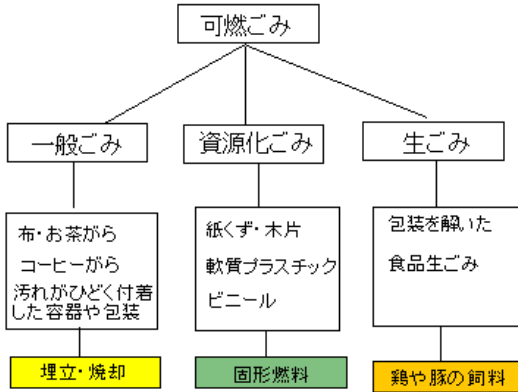 可燃ごみ
一般ごみ
資源化ごみ
生ごみ
布・お茶がら
コーヒーがら
汚れがひどく付着
した容器や包装
紙くず・木片
軟質プラスチック
ビニール
包装を解いた
食品生ごみ
埋立・焼却
固形燃料
鶏や豚の飼料